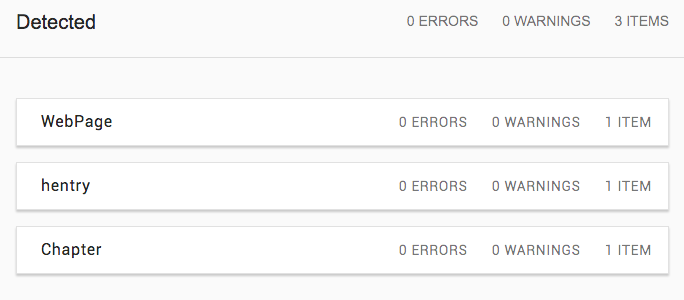 Detected 0 ERRORS 0 WARNINGS 3 ITEMS
WebPage 0 ERRORS 0 WARNINGS 1 ITEM
hentry 0 ERRORS 0 WARNINGS 1 ITEM
Chapter 0 ERRORS 0 WARNINGS 1 ITEM